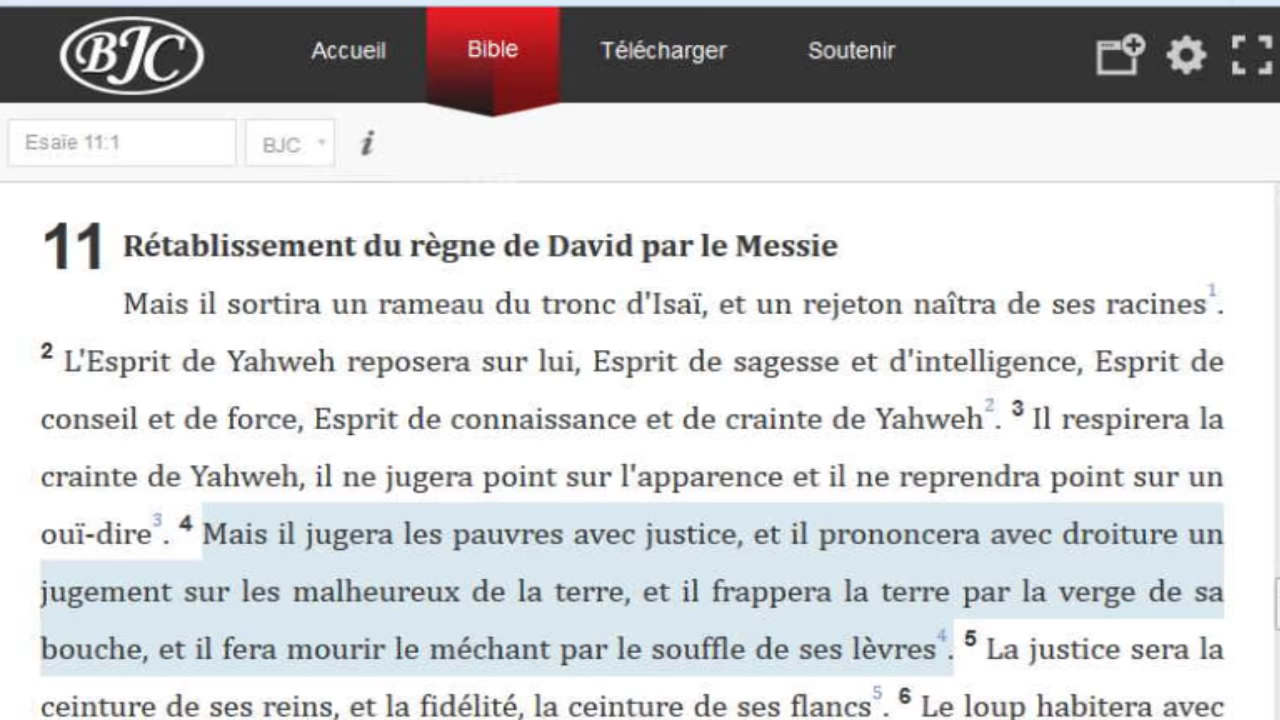 BJC Accueil Bible Télécharger Soutenir
Esaïe 11:1 BJC i
11 Rétablissement du règne de David par le Messie
Mais il sortira un rameau du tronc d'Isaï, et un rejeton naîtra de ses racines1.
2 L'Esprit de Yahweh reposera sur lui, Esprit de sagesse et d'intelligence, Esprit de
conseil et de force, Esprit de connaissance et de crainte de Yahweh2. 3 Il respirera la
crainte de Yahweh, il ne jugera point sur l'apparence et il ne reprendra point sur un
ouï-dire3. 4 Mais il jugera les pauvres avec justice, et il prononcera avec droiture un
jugement sur les malheureux de la terre, et il frappera la terre par la verge de sa
bouche, et il fera mourir le méchant par le souffle de ses lèvres4. 5 La justice sera la
ceinture de ses reins, et la fidélité, la ceinture de ses flancs5. 6 Le loup habitera avec